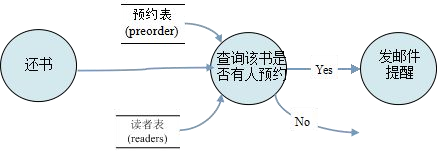 预约表
(preorder)
还书
查询该书是
否有人预约
Yes
发邮件
提醒
No
读者表
(readers)